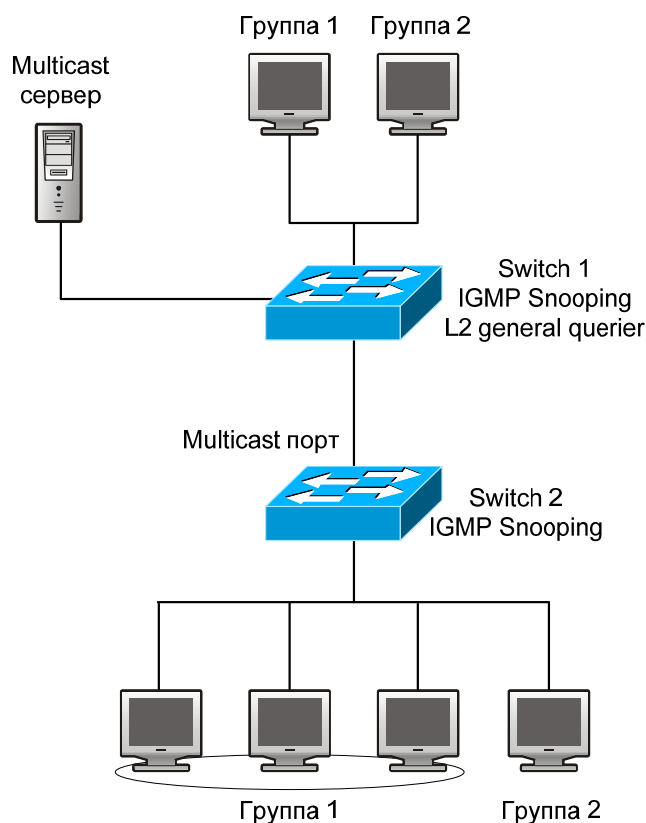 Группа 1
Группа 2
Multicast
сервер
Switch 1
IGMP Snooping
L2 general querier
Multicast порт
Switch 2
IGMP Snooping
Группа 1
Группа 2